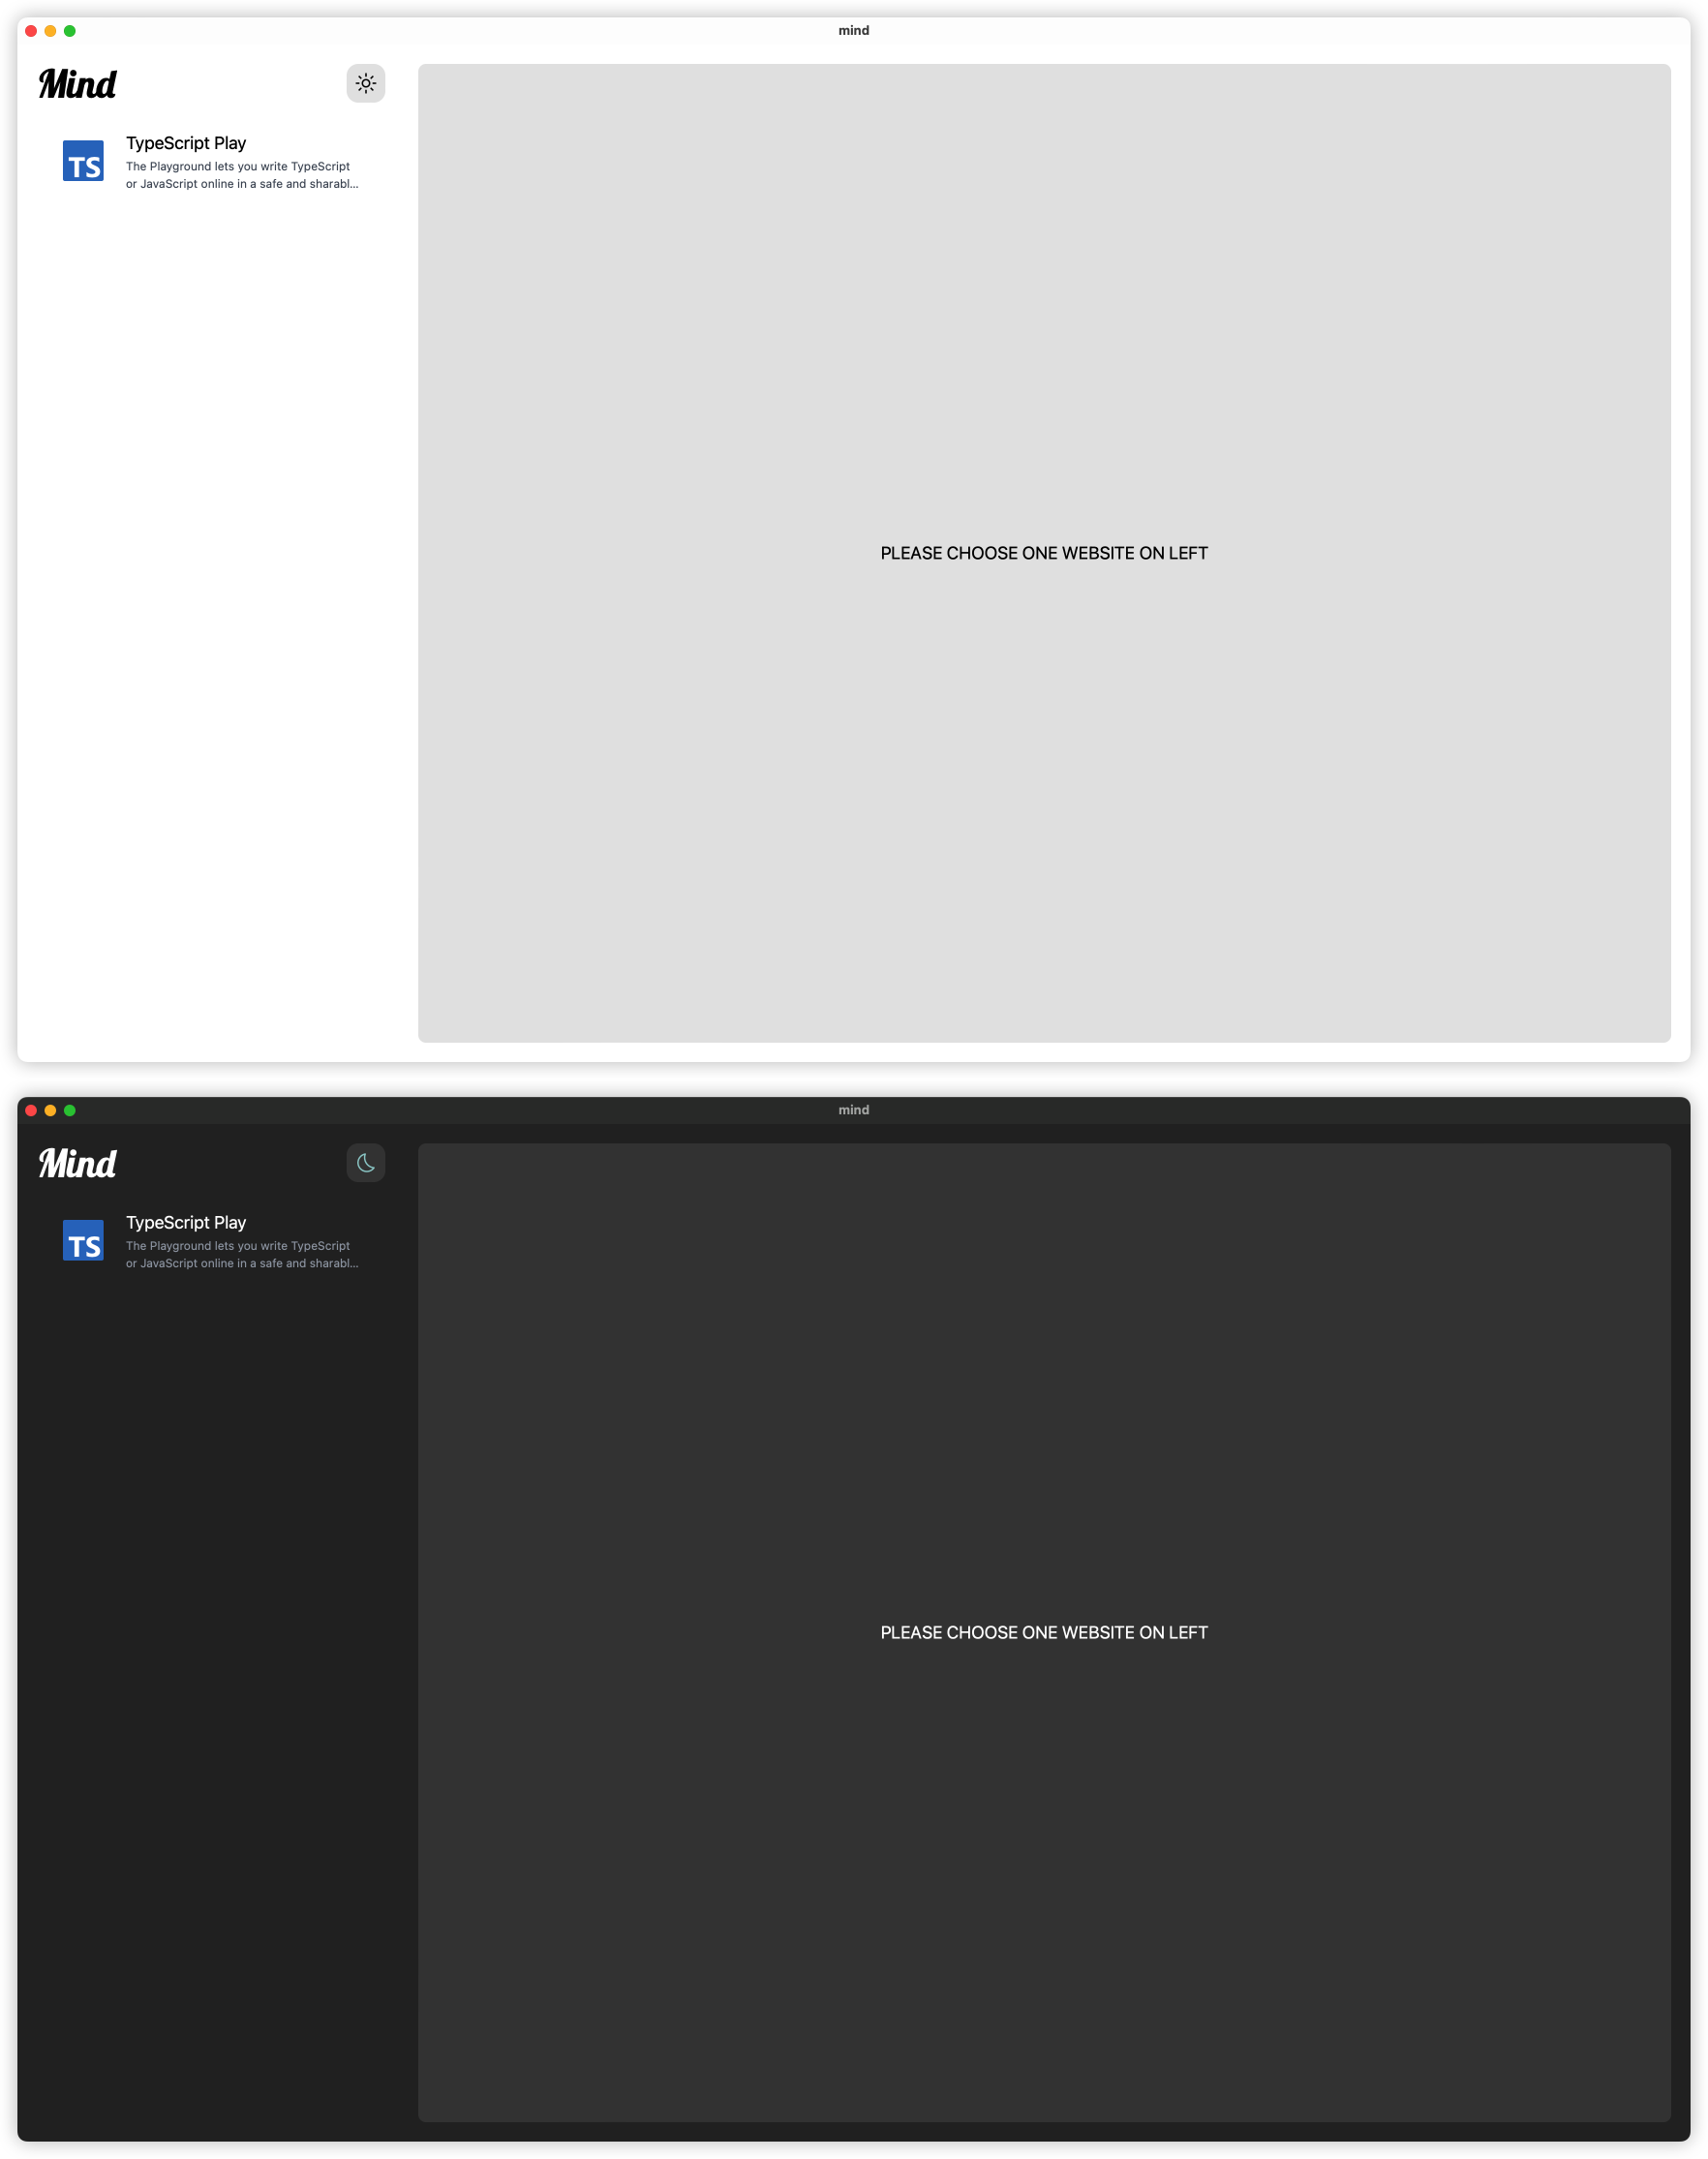 mind
Mind
TypeScript Play
TS
The Playground lets you write TypeScript
or JavaScript online in a safe and sharabl...
PLEASE CHOOSE ONE WEBSITE ON LEFT
mind
Mind
TypeScript Play
TS
The Playground lets you write TypeScript
or JavaScript online in a safe and sharabl...
PLEASE CHOOSE ONE WEBSITE ON LEFT